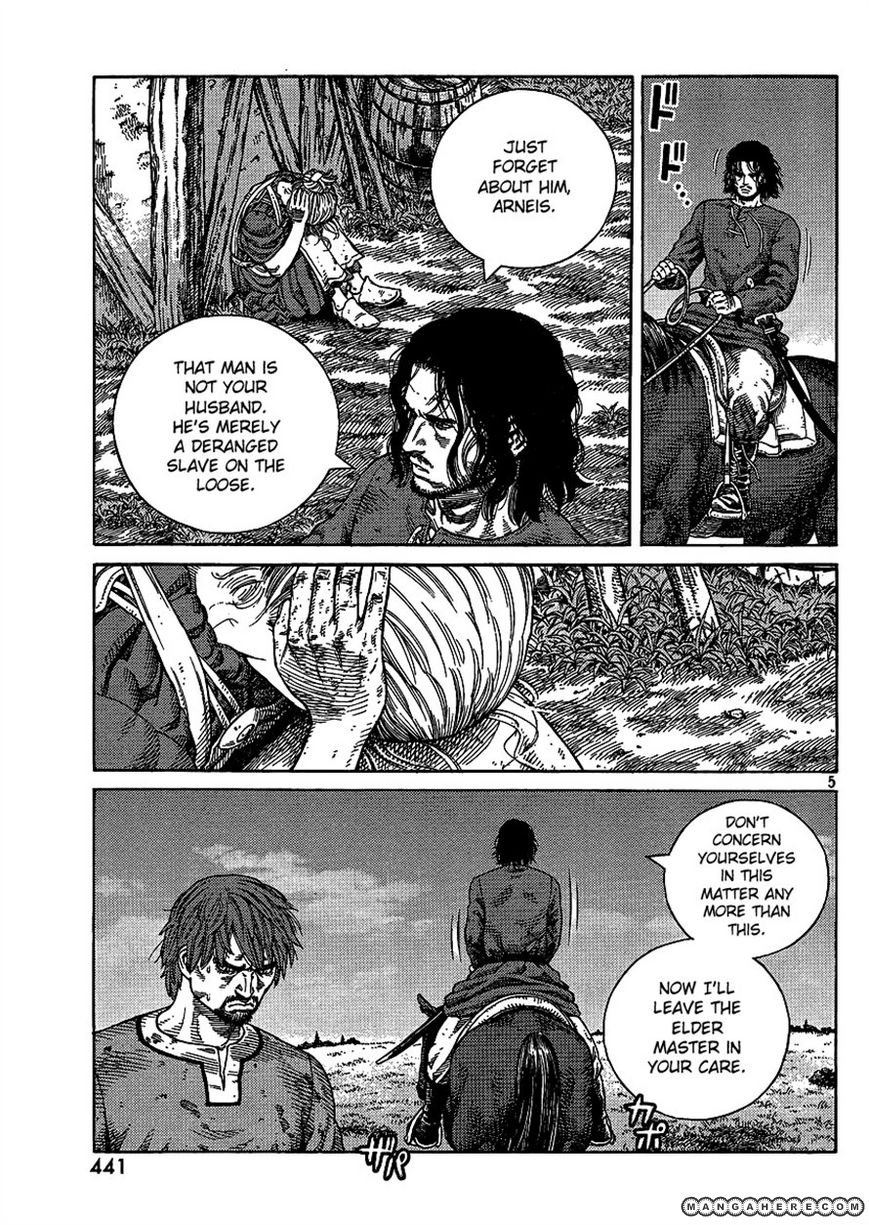 ドド…
JUST
FORGET
ABOUT HIM,
ARNEIS.
THAT MAN IS
NOT YOUR
HUSBAND.
HE'S MERELY
A DERANGED
SLAVE ON THE
LOOSE.
5
DON'T
CONCERN
YOURSELVES
IN THIS
MATTER ANY
MORE THAN
THIS.
NOW I'LL
LEAVE THE
ELDER
MASTER IN
YOUR CARE.
カポ
441
MANGAHERE.COM